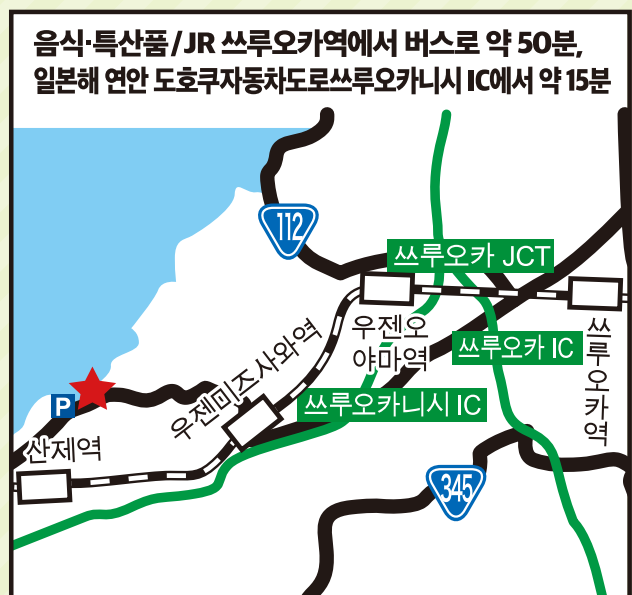 음식·특산품/JR 쓰루오카역에서 버스로 약 50분,
일본해 연안 도호쿠자동차도로쓰루오카니시 IC에서 약 15분
112
쓰루오카 JCT
우젠오
야마역
쓰루오카 IC
쓰루오카역
우젠미즈사와역
쓰루오카니시 IC
P
산제역
345